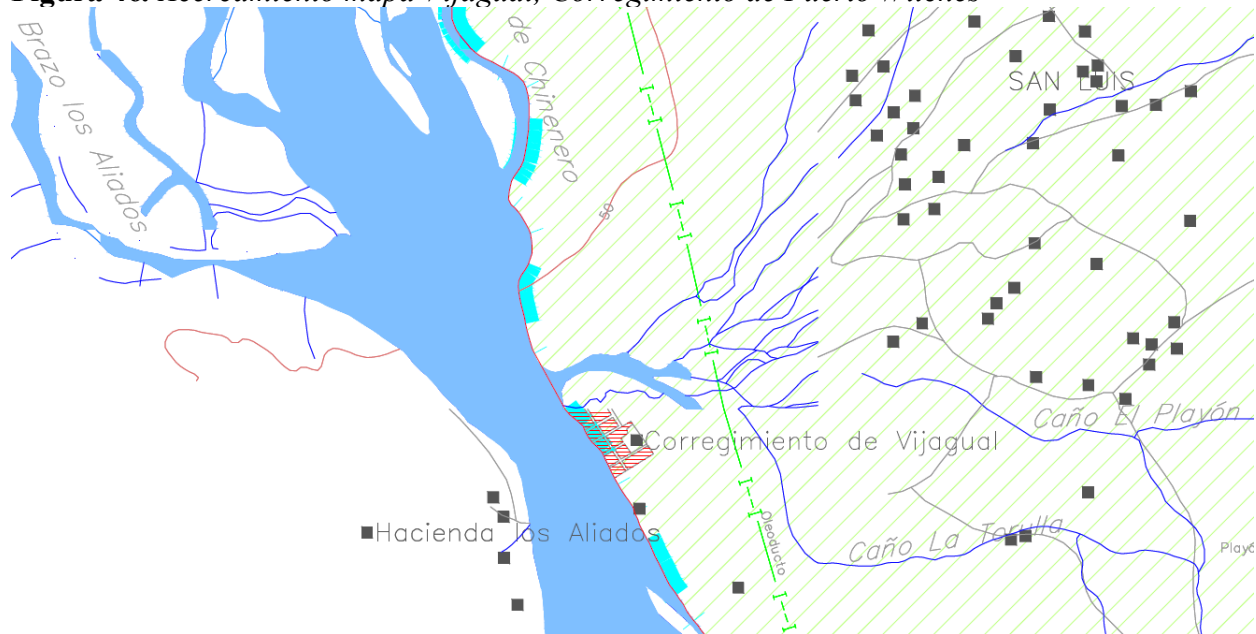 Figura 48. Acercamiento mapa Vijagual, Corregimiento de Puerto Wilches
Brazo los Aliados
de Chinenero
SAN LUIS
50
Caño El Playón
Corregimiento de Vijagual
Hacienda los Aliados
Oleoducto
Caño La Torulla
Playó